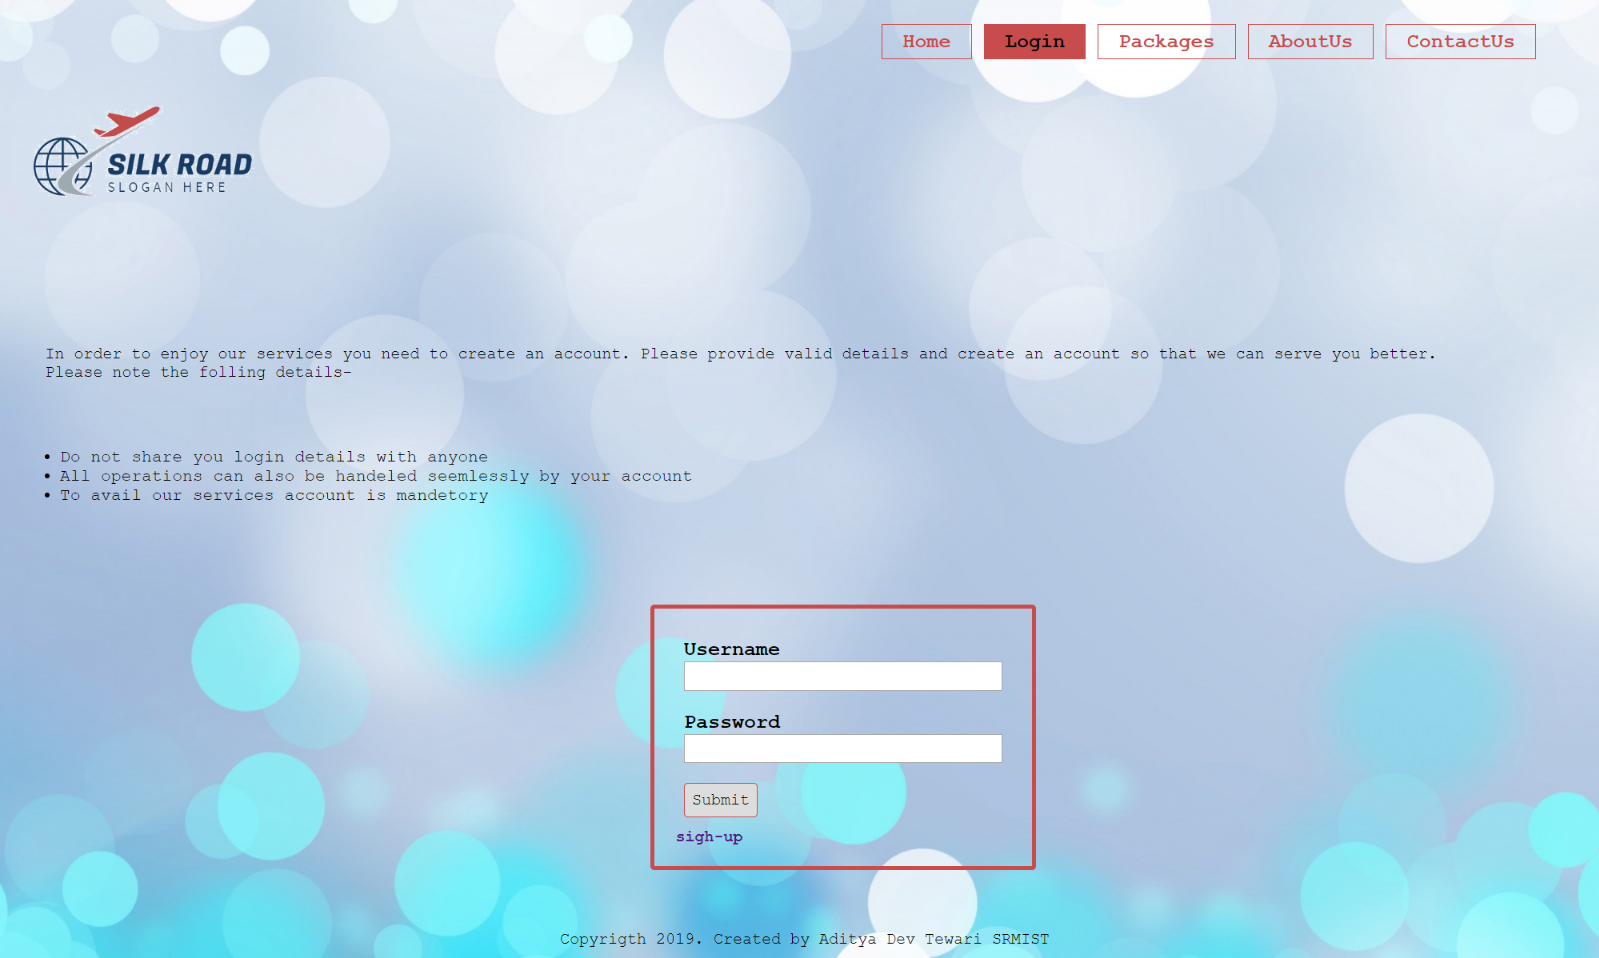 Home Login Packages AboutUs ContactUs
SILK ROAD
SLOGAN HERE
In order to enjoy our services you need to create an account. Please provide valid details and create an account so that we can serve you better.
Please note the folling details-
• Do not share you login details with anyone
• All operations can also be handeled seemlessly by your account
• To avail our services account is mandetory
Username
Password
Submit
sigh-up
Copyrigth 2019. Created by Aditya Dev Tewari SRMIST